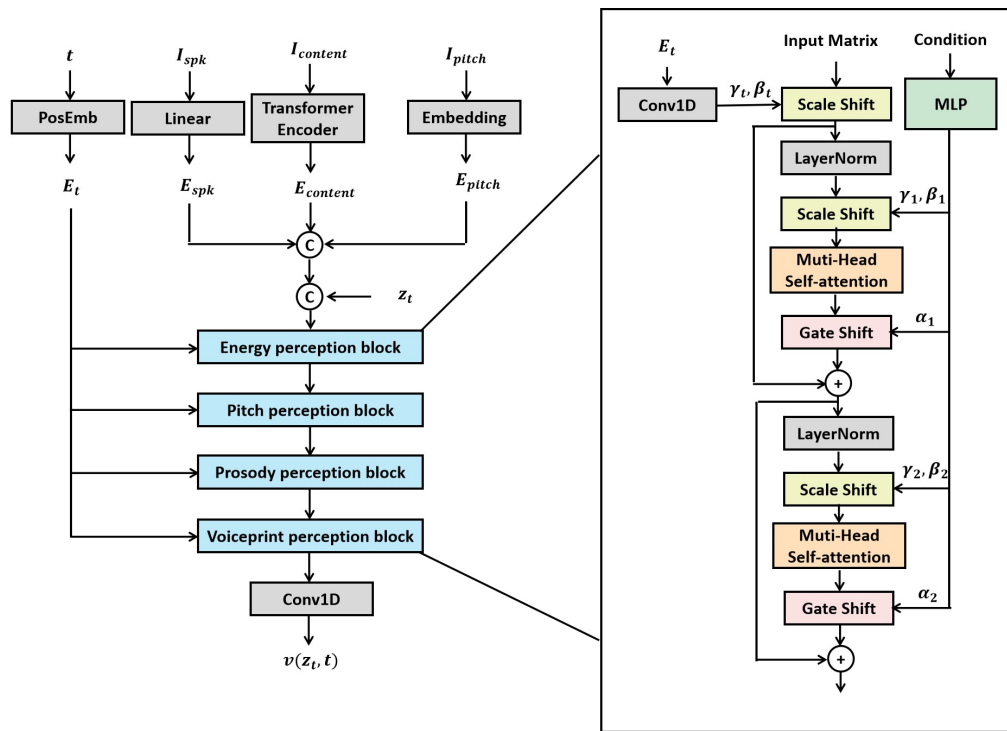 t
I_spk
I_content
I_pitch
PosEmb
Linear
Transformer
Encoder
Embedding
E_t
E_spk
E_content
E_pitch
C
C
z_t
Energy perception block
Pitch perception block
Prosody perception block
Voiceprint perception block
Conv1D
v(z_t, t)
E_t
Input Matrix
Condition
Conv1D
γ_t, β_t
Scale Shift
MLP
LayerNorm
γ_1, β_1
Scale Shift
Muti-Head
Self-attention
α_1
Gate Shift
+
LayerNorm
γ_2, β_2
Scale Shift
Muti-Head
Self-attention
α_2
Gate Shift
+